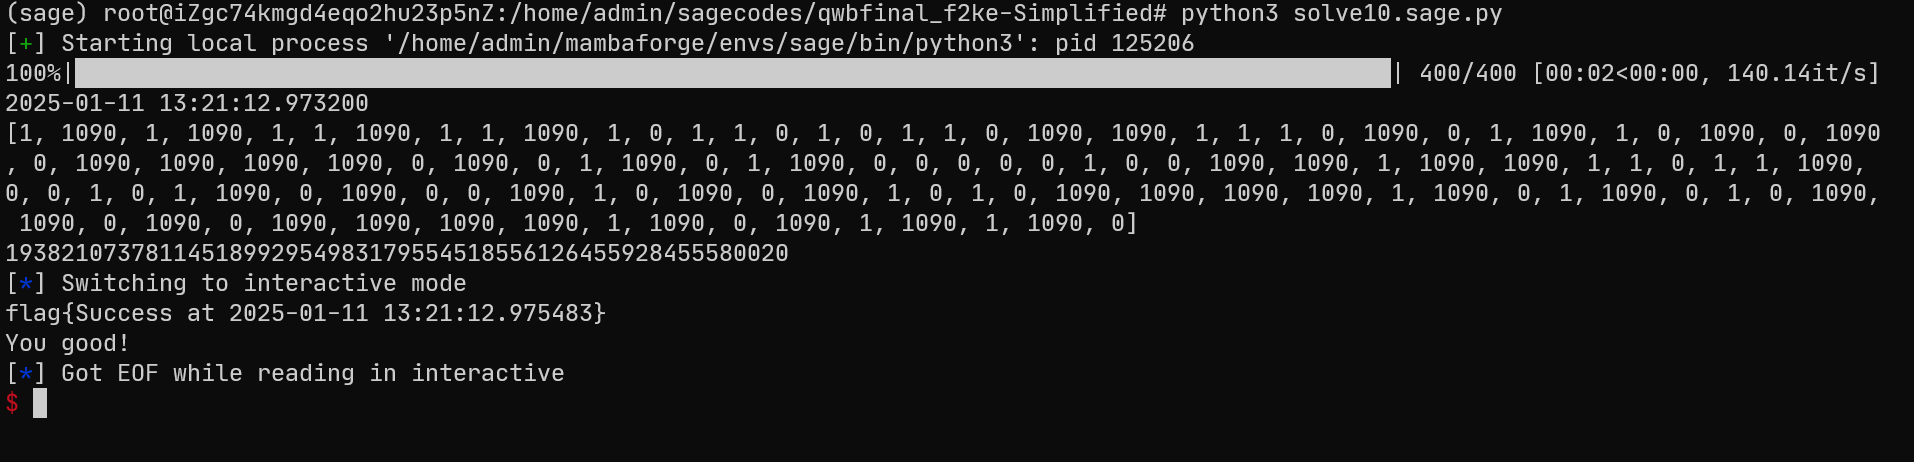 (sage) root@iZgc74kmgd4eqo2hu23p5nZ:/home/admin/sagecodes/qwbfinal_f2ke-Simplified# python3 solve10.sage.py
[+] Starting local process '/home/admin/mambaforge/envs/sage/bin/python3': pid 125206
100%|██████████| 400/400 [00:02<00:00, 140.14it/s]
2025-01-11 13:21:12.973200
[1, 1090, 1, 1090, 1, 1, 1090, 1, 1, 1090, 1, 0, 1, 1, 0, 1, 0, 1, 1, 0, 1090, 1090, 1, 1, 1, 0, 1090, 0, 1, 1090, 1, 0, 1090, 0, 1090
, 0, 1090, 1090, 1090, 1090, 0, 1090, 0, 1, 1090, 0, 1, 1090, 0, 0, 0, 0, 0, 1, 0, 0, 1090, 1090, 1, 1090, 1090, 1, 1, 0, 1, 1, 1090,
0, 0, 1, 0, 1, 1090, 0, 1090, 0, 0, 1090, 1, 0, 1090, 0, 1090, 1, 0, 1, 0, 1090, 1090, 1090, 1090, 1, 1090, 0, 1, 1090, 0, 1, 0, 1090,
1090, 0, 1090, 0, 1090, 1090, 1090, 1090, 1, 1090, 0, 1090, 1, 1090, 1, 1090, 0]
19382107378114518992954983179554518556126455928455580020
[*] Switching to interactive mode
flag{Success at 2025-01-11 13:21:12.975483}
You good!
[*] Got EOF while reading in interactive
$